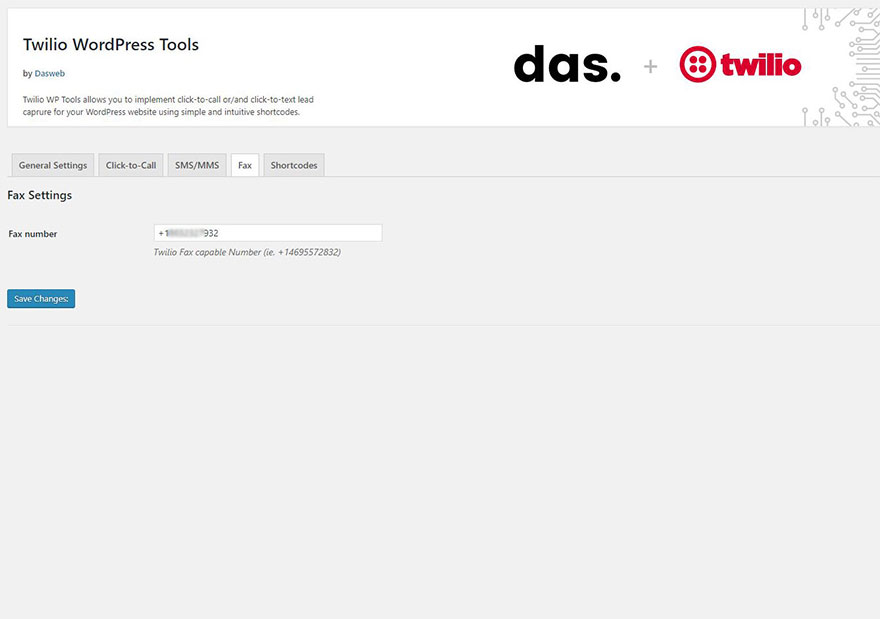 Twilio WordPress Tools
by Dasweb
Twilio WP Tools allows you to implement click-to-call or/and click-to-text lead
caprure for your WordPress website using simple and intuitive shortcodes.
das. + twilio
General Settings Click-to-Call SMS/MMS Fax Shortcodes
Fax Settings
Fax number +1 932
Twilio Fax capable Number (ie. +14695572832)
Save Changes: